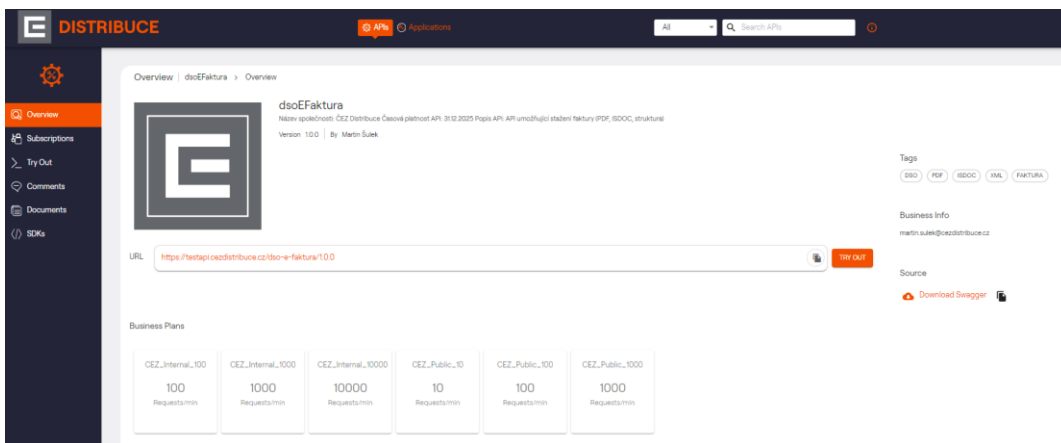 DISTRIBUCE
APIs
Applications
All
Search APIs
Overview | dsoEFaktura > Overview
Overview
Subscriptions
Try Out
Comments
Documents
SDKs
dsoEFaktura
Název společnosti: ČEZ Distribuce Časová platnost API: 31.12.2025 Popis API: API umožňující stažení faktury (PDF, ISDOC, struktura)
Version 1.0.0 | By Martin Šulek
Tags
DSO PDF ISDOC XML FAKTURA
Business Info
martin.sulek@cezdistribuce.cz
URL
https://testapi.cezdistribuce.cz/dso-e-faktura/1.0.0
TRY OUT
Source
Download Swagger
Business Plans
CEZ_Internal_100 CEZ_Internal_1000 CEZ_Internal_10000 CEZ_Public_10 CEZ_Public_100 CEZ_Public_1000
100 1000 10000 10 100 1000
Requests/min Requests/min Requests/min Requests/min Requests/min Requests/min